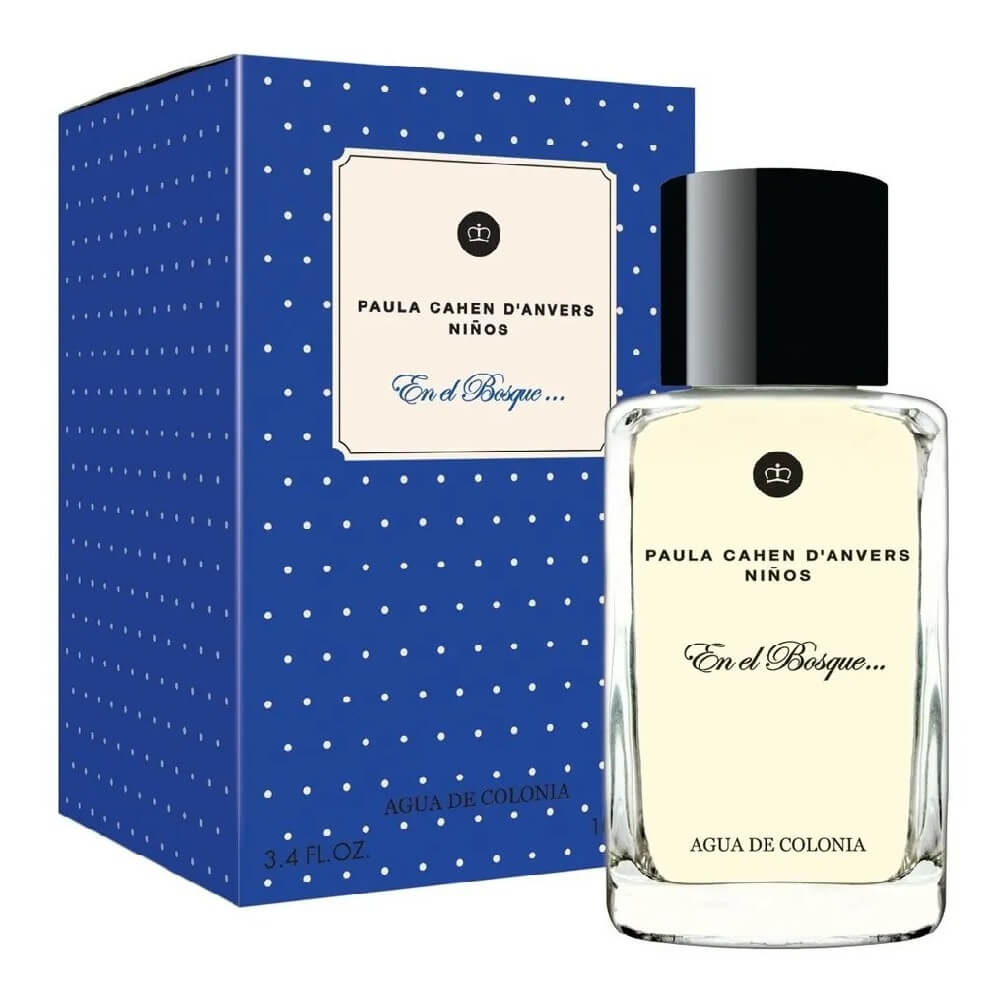 PAULA CAHEN D'ANVERS
NIÑOS
En el Bosque...
AGUA DE COLONIA
3.4 FL.OZ.
PAULA CAHEN D'ANVERS
NIÑOS
En el Bosque...
AGUA DE COLONIA